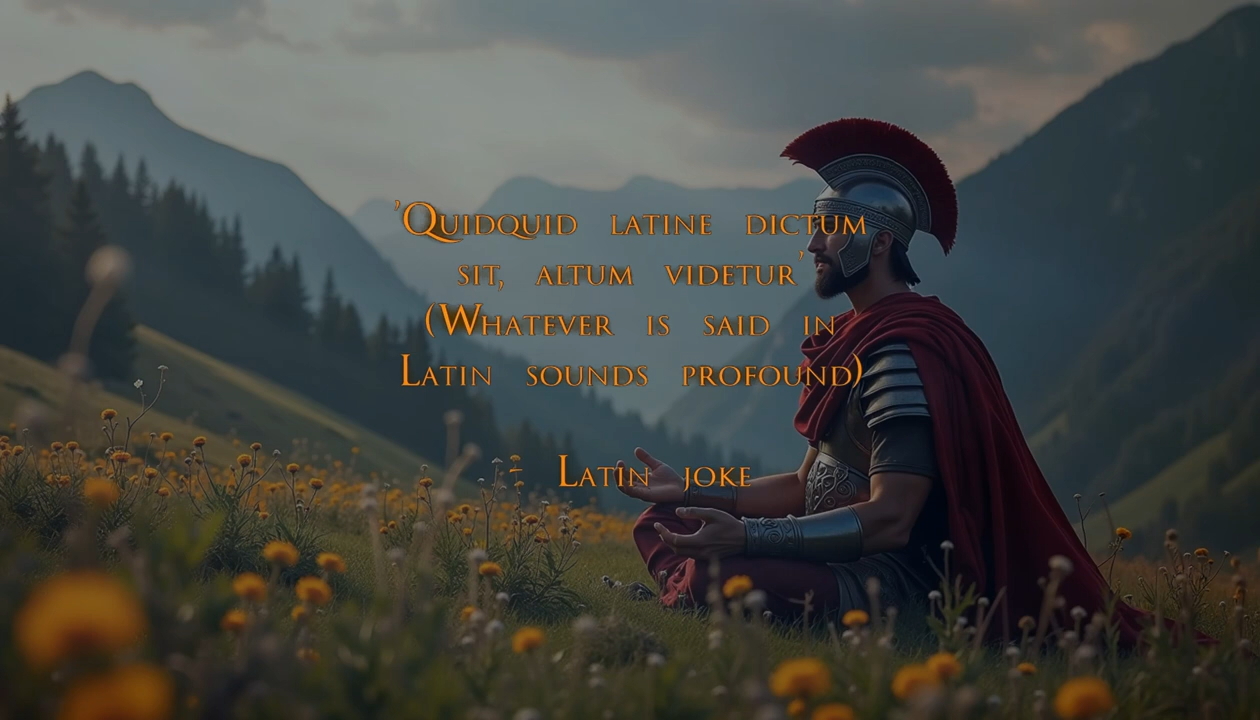 'Quidquid latine dictum
sit, altum videtur'
(Whatever is said in
Latin sounds profound)
- Latin joke